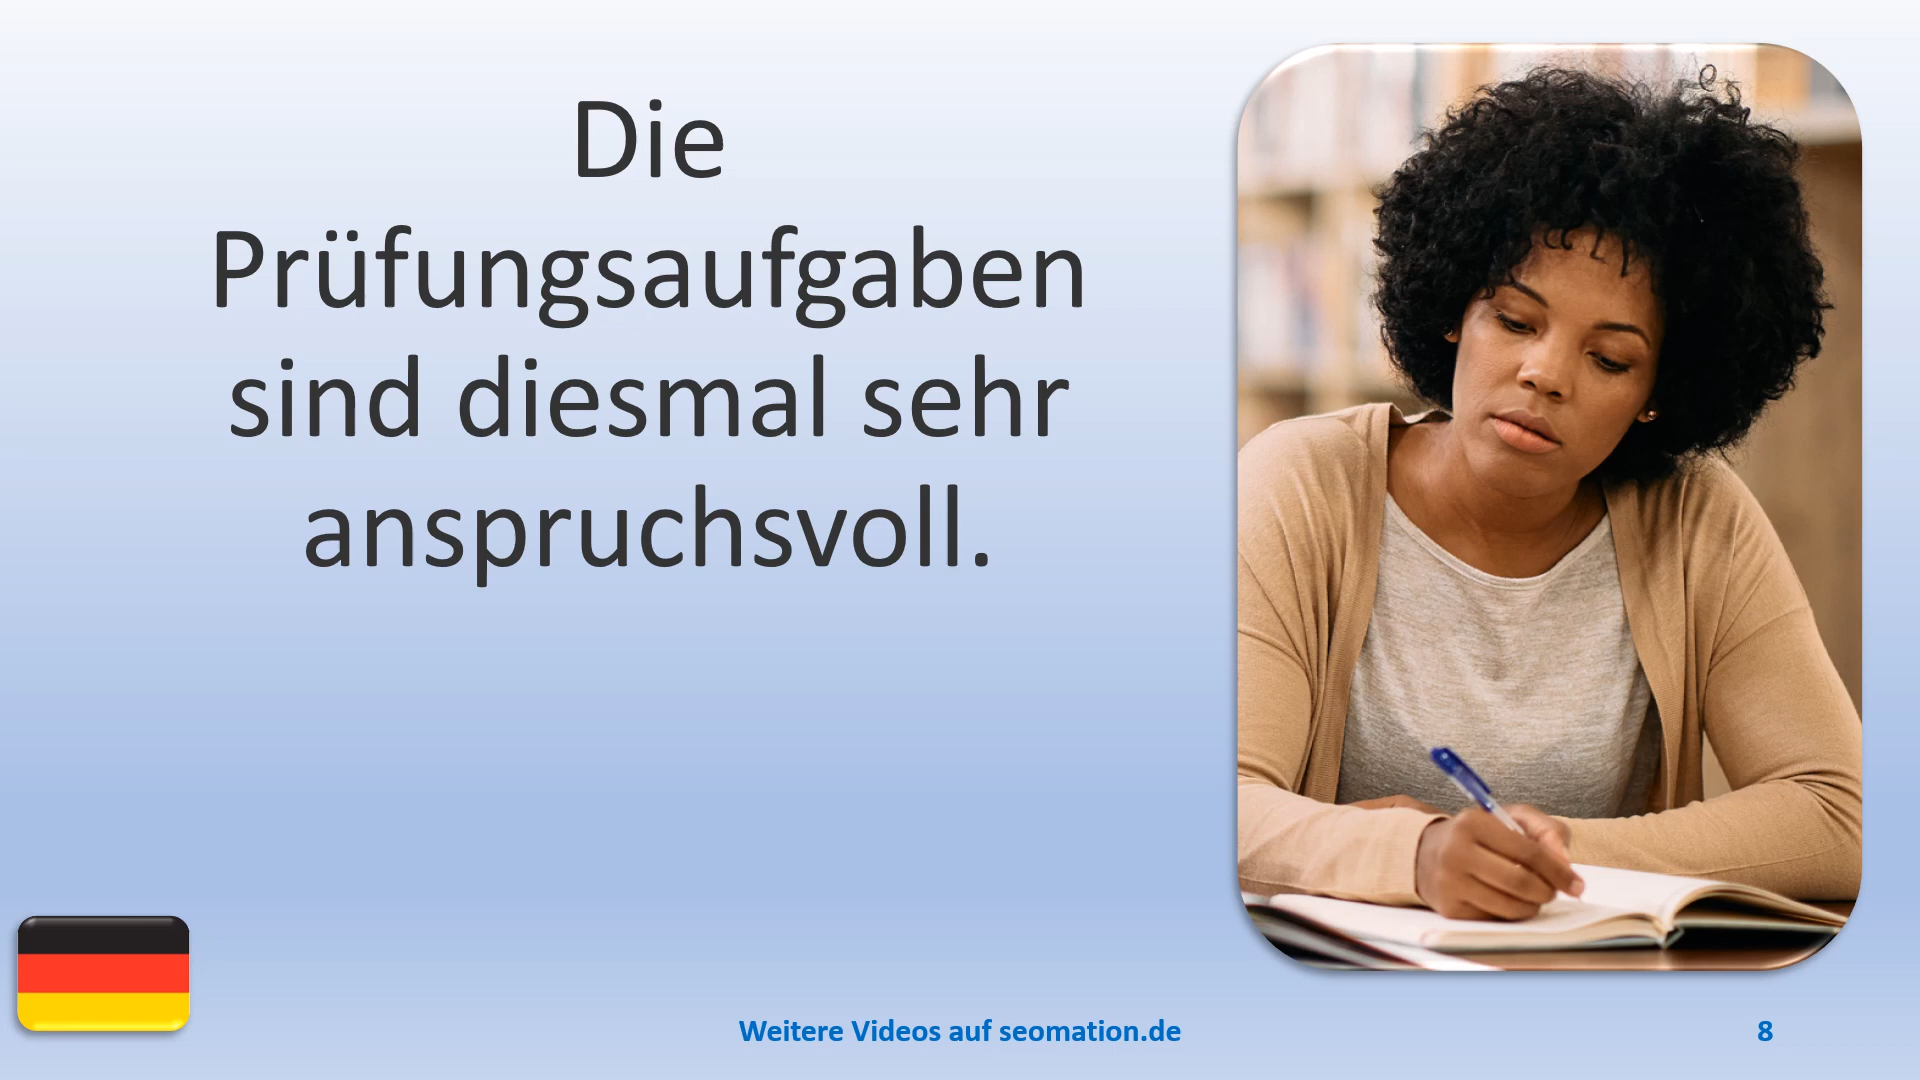 Die
Prüfungsaufgaben
sind diesmal sehr
anspruchsvoll.
Weitere Videos auf seomation.de
8